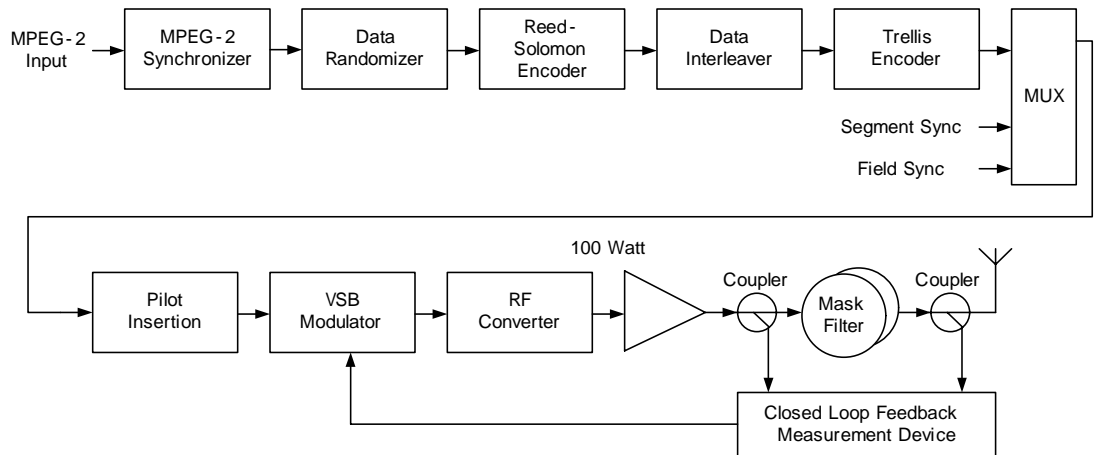 MPEG-2
Input
MPEG-2
Synchronizer
Data
Randomizer
Reed-
Solomon
Encoder
Data
Interleaver
Trellis
Encoder
MUX
Segment Sync
Field Sync
100 Watt
Pilot
Insertion
VSB
Modulator
RF
Converter
Coupler
Mask
Filter
Coupler
Closed Loop Feedback
Measurement Device